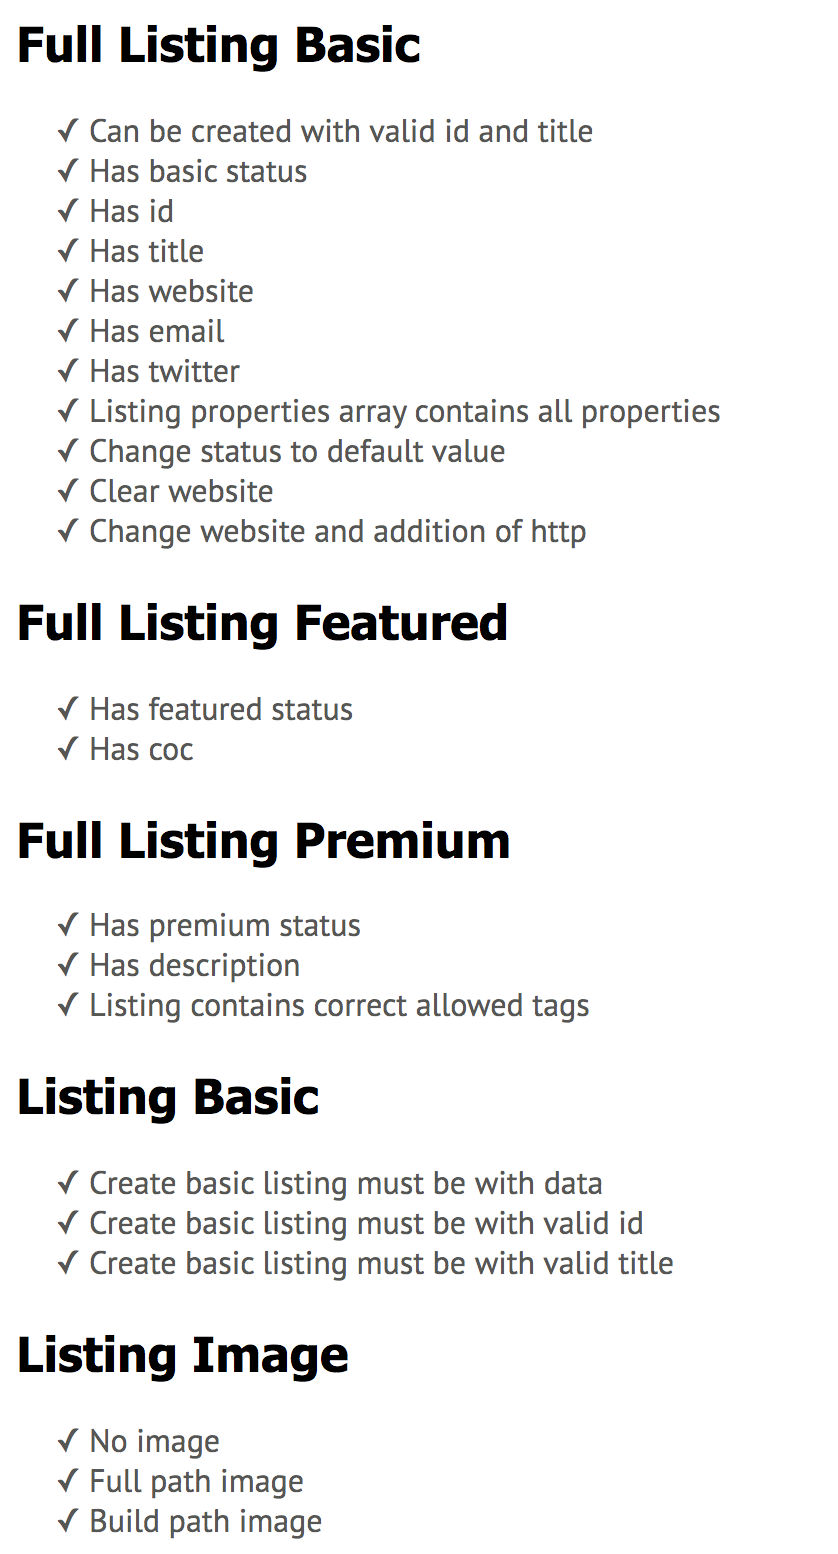 Full Listing Basic
✓ Can be created with valid id and title
✓ Has basic status
✓ Has id
✓ Has title
✓ Has website
✓ Has email
✓ Has twitter
✓ Listing properties array contains all properties
✓ Change status to default value
✓ Clear website
✓ Change website and addition of http
Full Listing Featured
✓ Has featured status
✓ Has coc
Full Listing Premium
✓ Has premium status
✓ Has description
✓ Listing contains correct allowed tags
Listing Basic
✓ Create basic listing must be with data
✓ Create basic listing must be with valid id
✓ Create basic listing must be with valid title
Listing Image
✓ No image
✓ Full path image
✓ Build path image